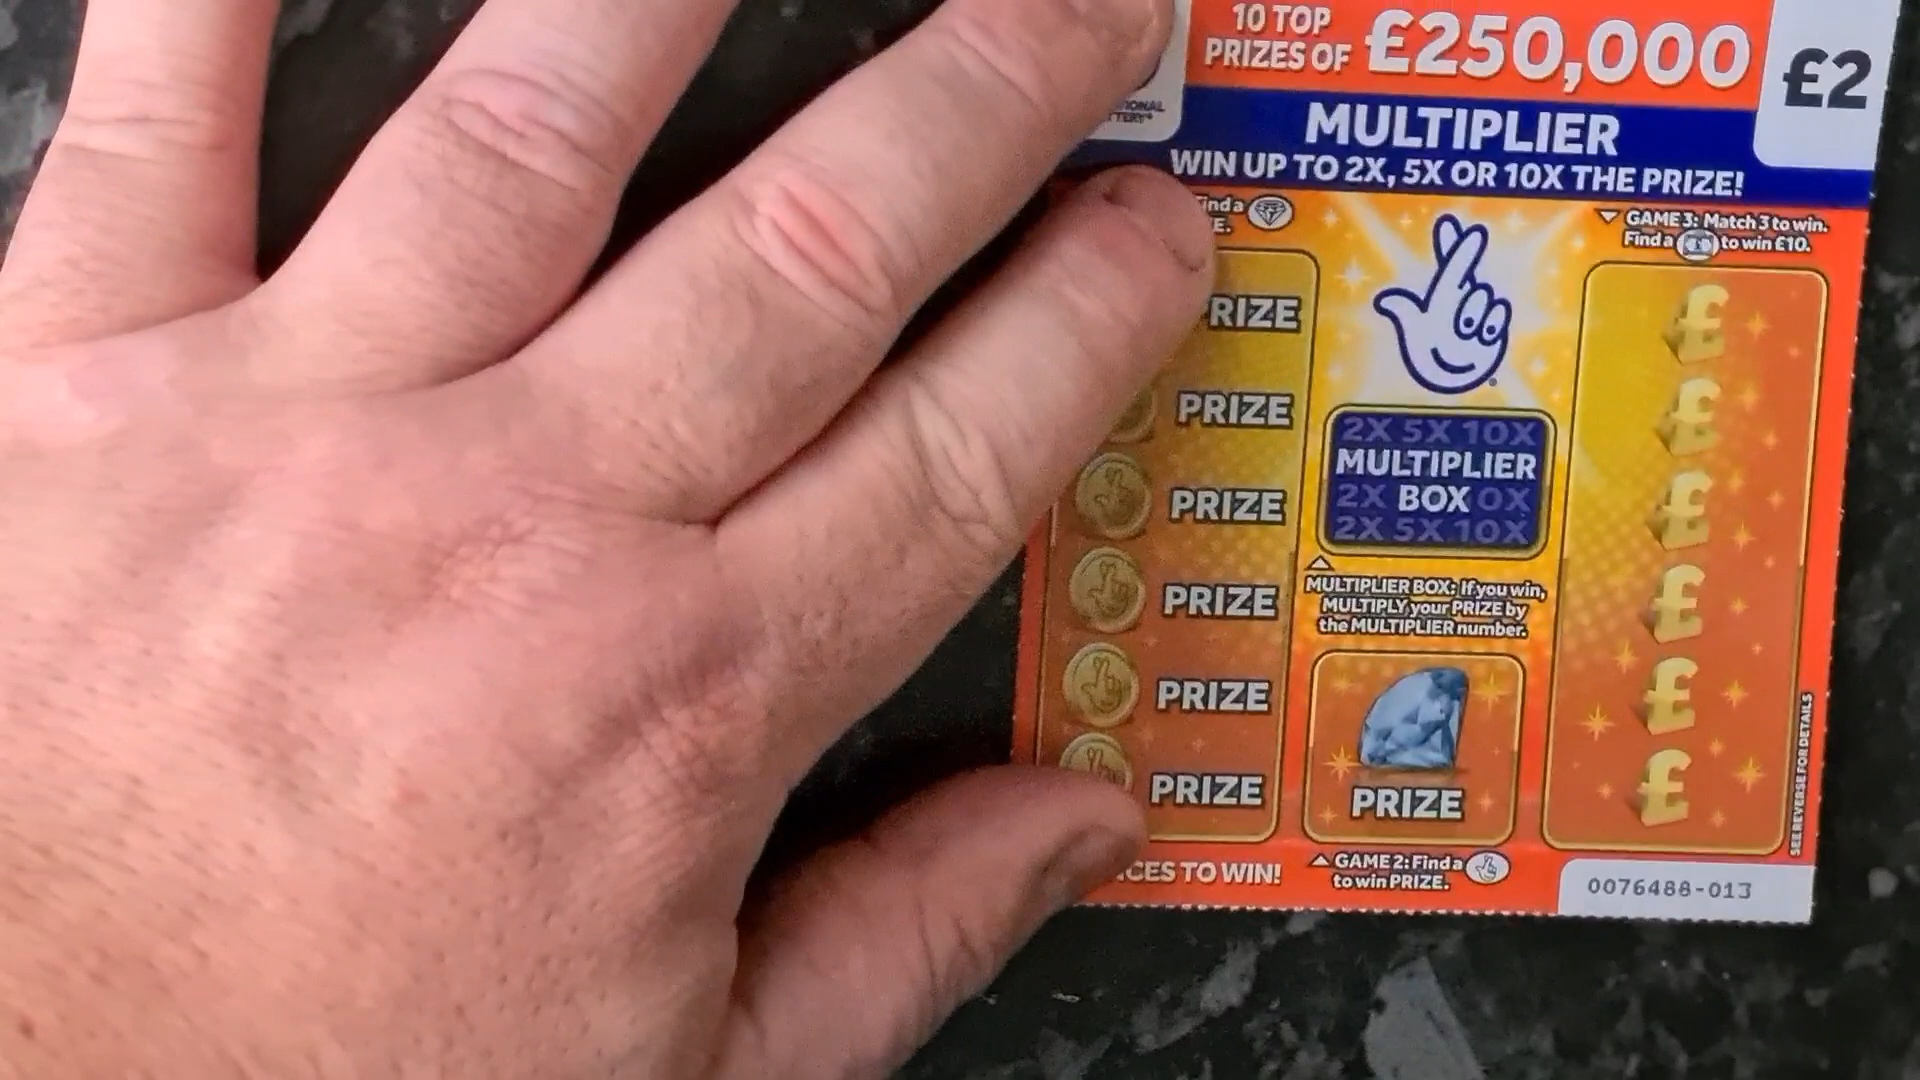 10 TOP
PRIZES OF £250,000
£2
MULTIPLIER
WIN UP TO 2X, 5X OR 10X THE PRIZE!
GAME 3: Match 3 to win.
Find a to win £10.
PRIZE
PRIZE
PRIZE
PRIZE
PRIZE
2X 5X 10X
MULTIPLIER
2X BOX 0X
2X 5X 10X
MULTIPLIER BOX: If you win,
MULTIPLY your PRIZE by
the MULTIPLIER number.
PRIZE
£
£
£
£
£
£
TO WIN!
GAME 2: Find a
to win PRIZE.
SEE REVERSE FOR DETAILS
0076488-013